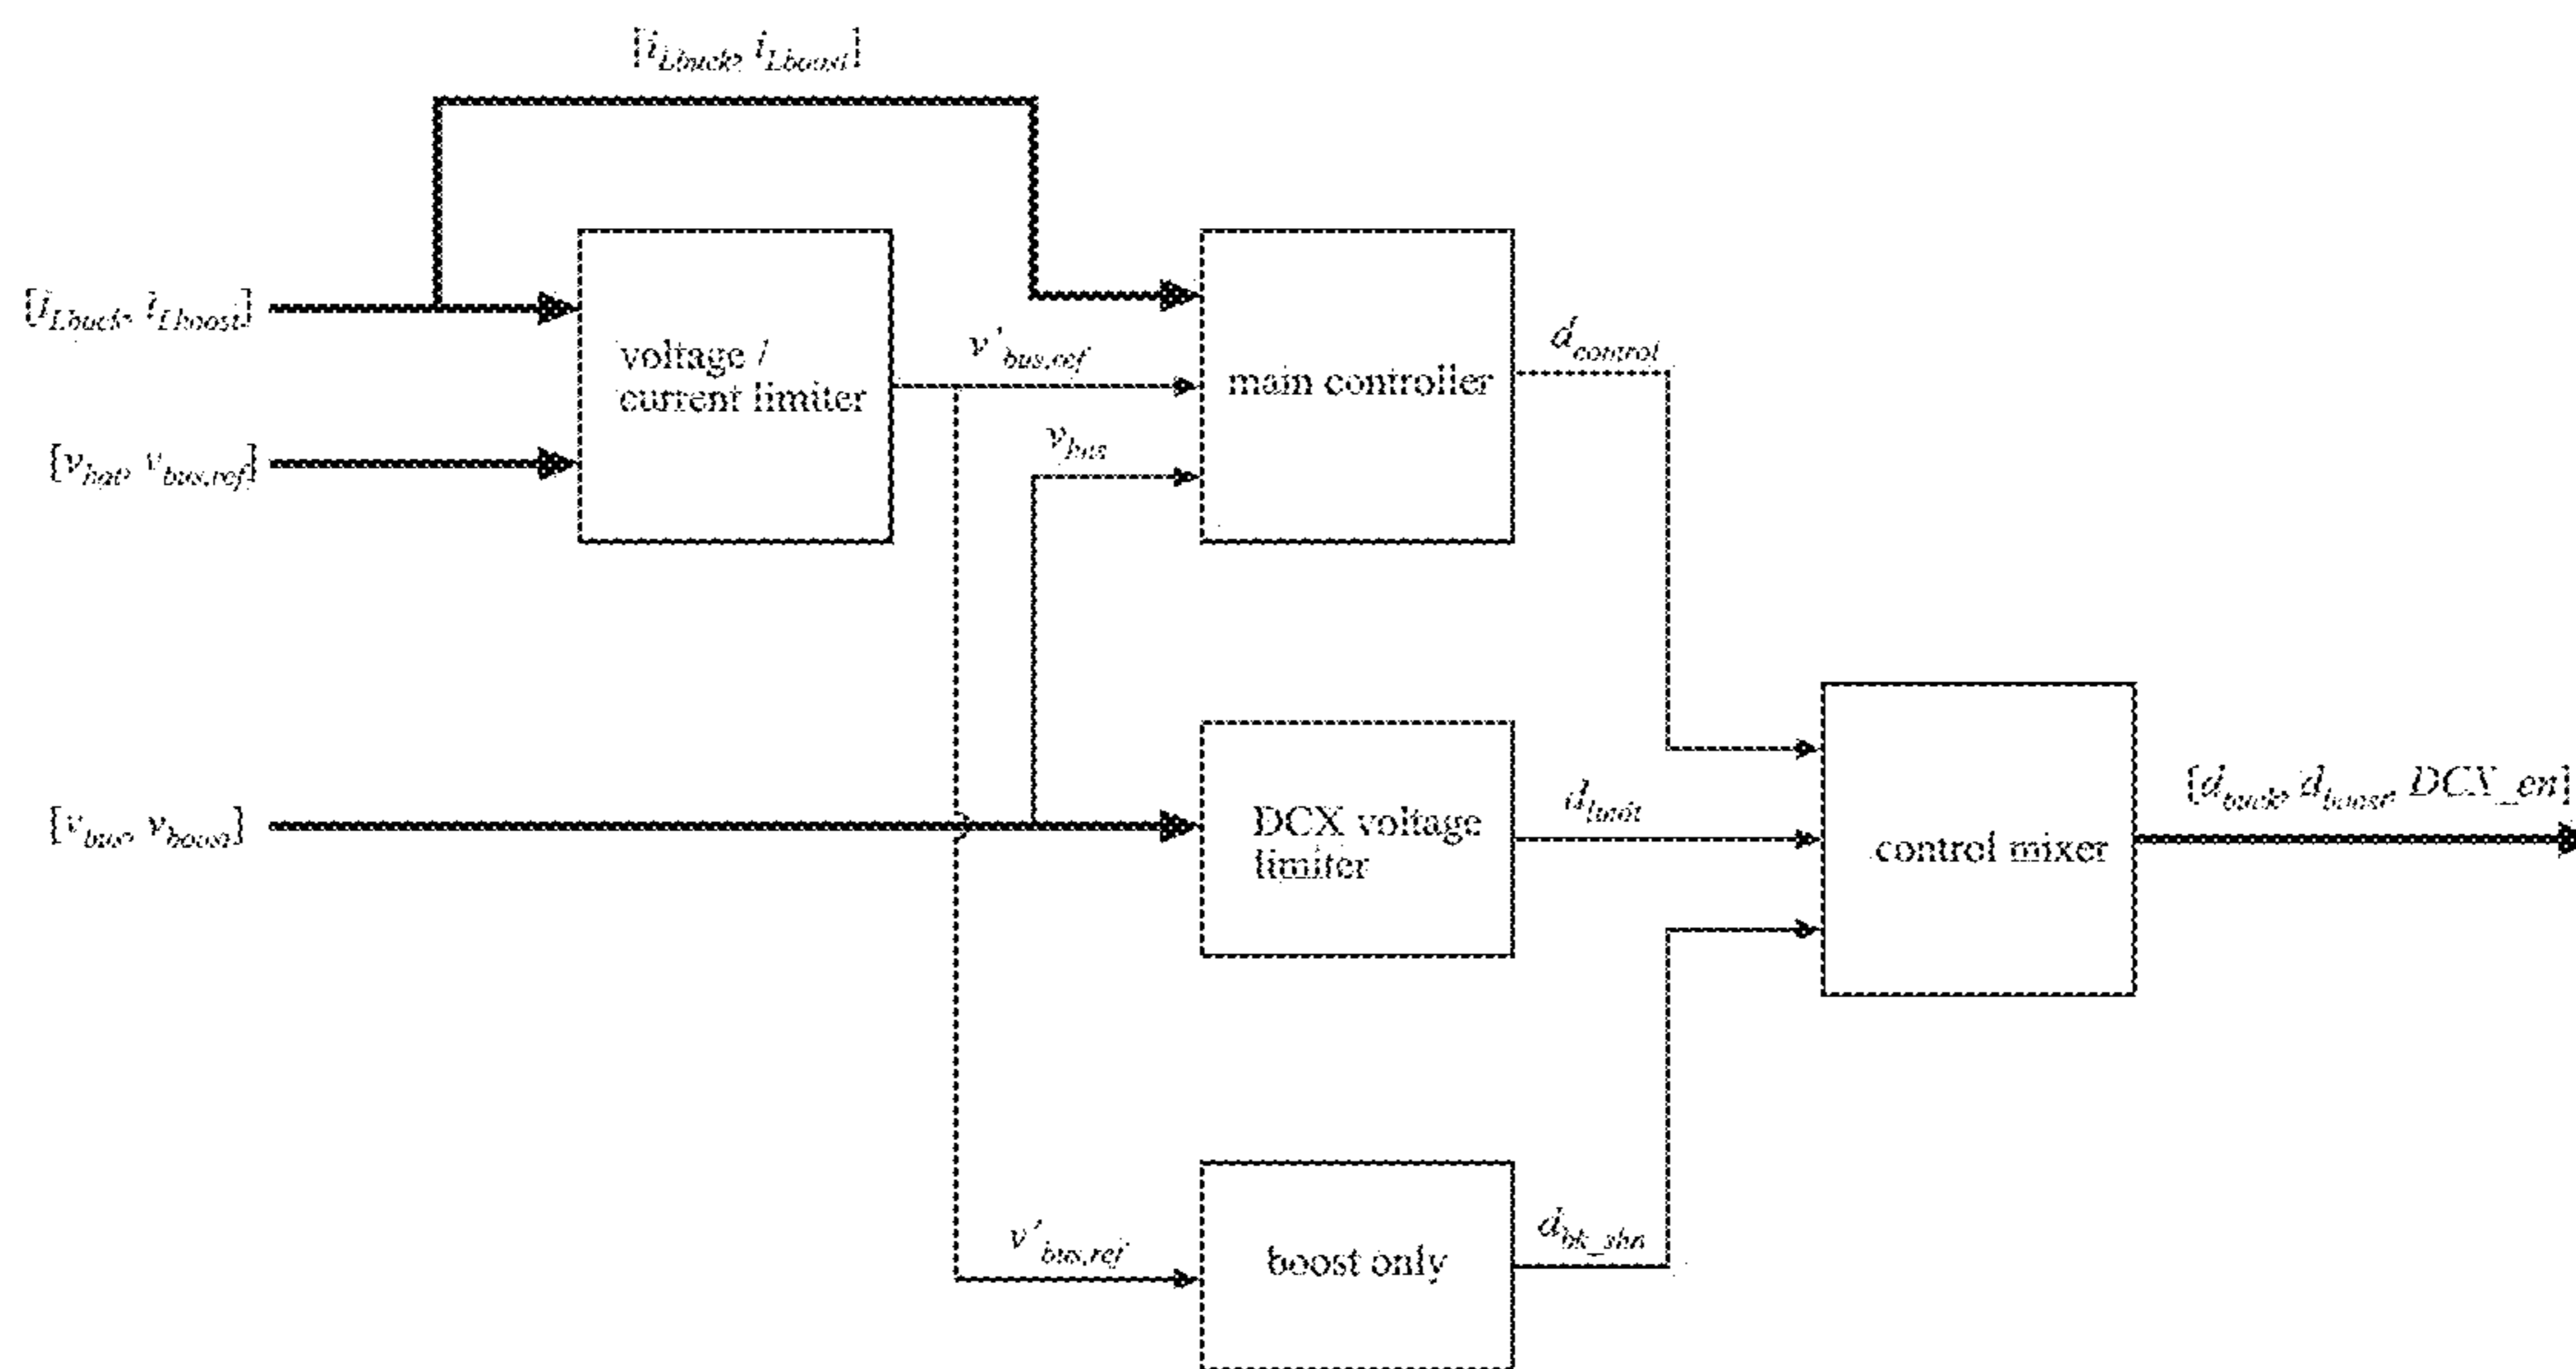 [i_Lbuck, i_Lboost]
[i_Lbuck, i_Lboost]
voltage /
current limiter
v'_bus,ref
main controller
d_control
[v_bat, v_bus,ref]
v_bus
[v_bus, v_boost]
DCX voltage
limiter
d_limit
control mixer
[d_buck, d_boost, DCX_en]
v'_bus,ref
boost only
d_bk_shn